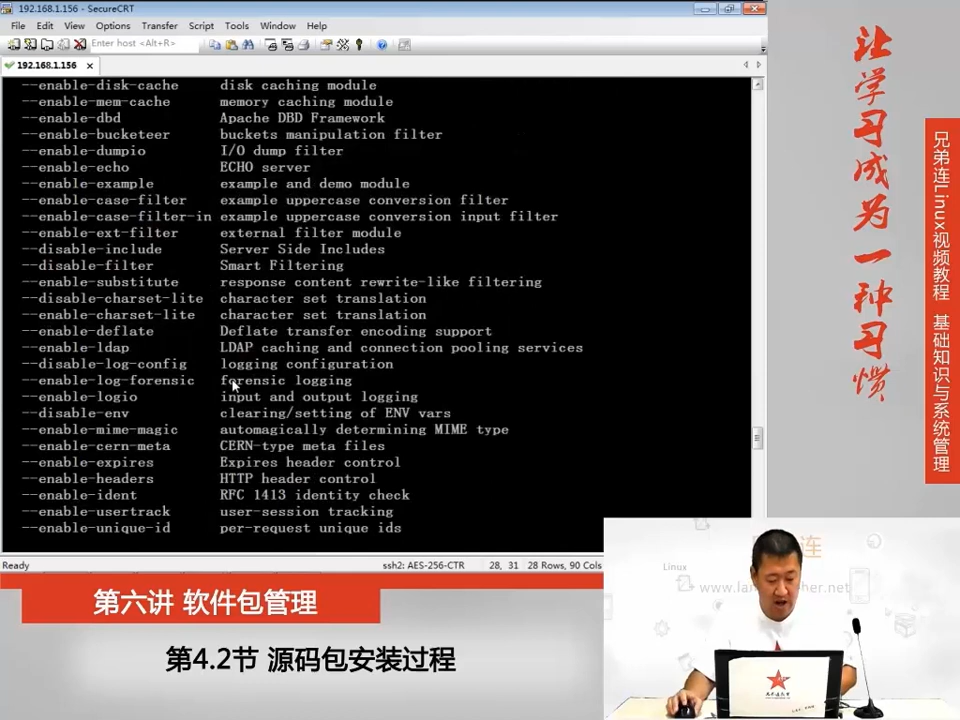 192.168.1.156 - SecureCRT
File Edit View Options Transfer Script Tools Window Help
Enter host <Alt+R>
192.168.1.156
--enable-disk-cache disk caching module
--enable-mem-cache memory caching module
--enable-dbd Apache DBD Framework
--enable-bucketeer buckets manipulation filter
--enable-dumpio I/O dump filter
--enable-echo ECHO server
--enable-example example and demo module
--enable-case-filter example uppercase conversion filter
--enable-case-filter-in example uppercase conversion input filter
--enable-ext-filter external filter module
--disable-include Server Side Includes
--disable-filter Smart Filtering
--enable-substitute response content rewrite-like filtering
--disable-charset-lite character set translation
--enable-charset-lite character set translation
--enable-deflate Deflate transfer encoding support
--enable-ldap LDAP caching and connection pooling services
--disable-log-config logging configuration
--enable-log-forensic forensic logging
--enable-logio input and output logging
--disable-env clearing/setting of ENV vars
--enable-mime-magic automagically determining MIME type
--enable-cern-meta CERN-type meta files
--enable-expires Expires header control
--enable-headers HTTP header control
--enable-ident RFC 1413 identity check
--enable-usertrack user-session tracking
--enable-unique-id per-request unique ids
Ready ssh2: AES-256-CTR 28, 31 28 Rows, 90 Cols
让学习成为一种习惯
兄弟连Linux视频教程 基础知识与系统管理
第六讲 软件包管理
第4.2节 源码包安装过程
连
Linux